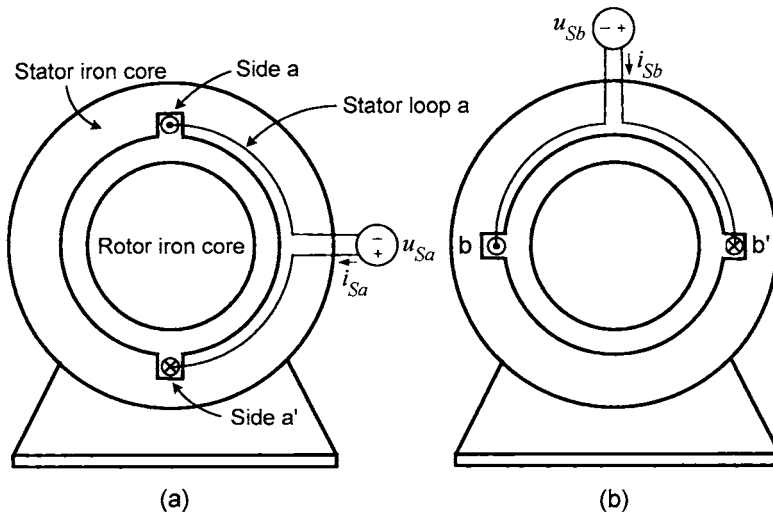 Stator iron core
Side a
Stator loop a
Rotor iron core
− +
u_Sa
i_Sa
Side a'
(a)
u_Sb
− +
i_Sb
b
b'
(b)